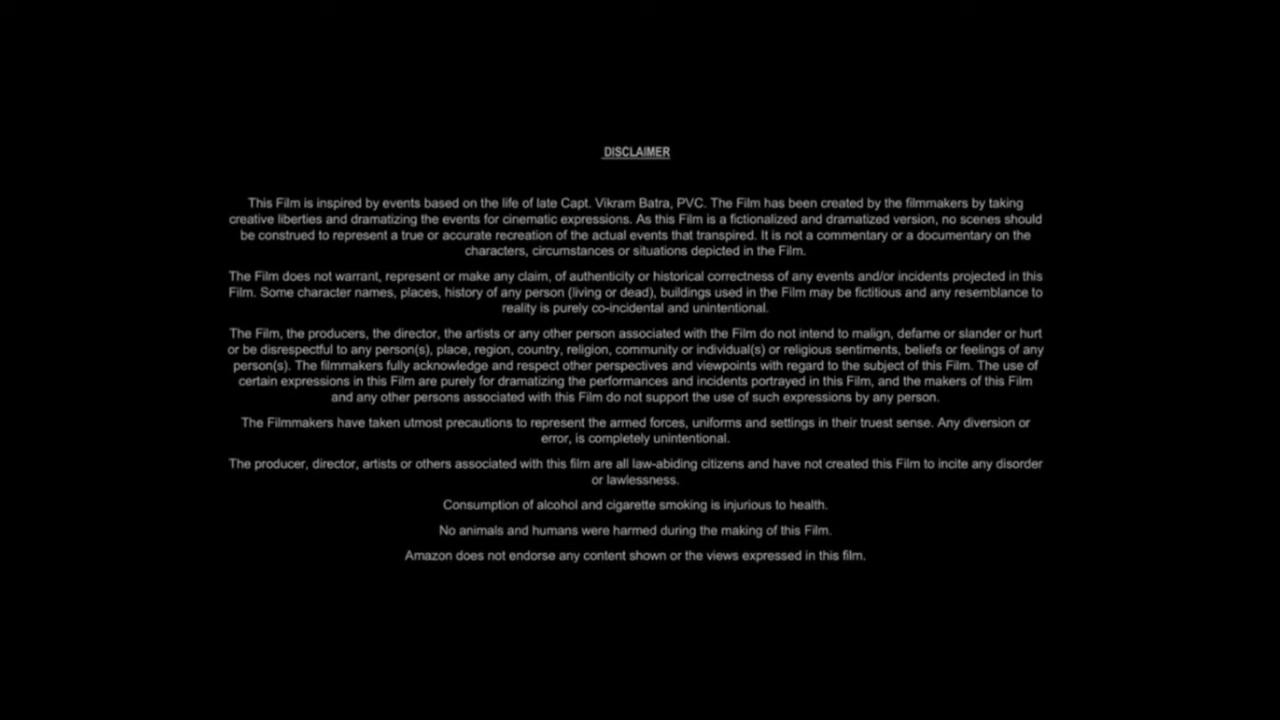 DISCLAIMER
This Film is inspired by events based on the life of late Capt. Vikram Batra, PVC. The Film has been created by the filmmakers by taking
creative liberties and dramatizing the events for cinematic expressions. As this Film is a fictionalized and dramatized version, no scenes should
be construed to represent a true or accurate recreation of the actual events that transpired. It is not a commentary or a documentary on the
characters, circumstances or situations depicted in the Film.
The Film does not warrant, represent or make any claim, of authenticity or historical correctness of any events and/or incidents projected in this
Film. Some character names, places, history of any person (living or dead), buildings used in the Film may be fictitious and any resemblance to
reality is purely co-incidental and unintentional.
The Film, the producers, the director, the artists or any other person associated with the Film do not intend to malign, defame or slander or hurt
or be disrespectful to any person(s), place, region, country, religion, community or individual(s) or religious sentiments, beliefs or feelings of any
person(s). The filmmakers fully acknowledge and respect other perspectives and viewpoints with regard to the subject of this Film. The use of
certain expressions in this Film are purely for dramatizing the performances and incidents portrayed in this Film, and the makers of this Film
and any other persons associated with this Film do not support the use of such expressions by any person.
The Filmmakers have taken utmost precautions to represent the armed forces, uniforms and settings in their truest sense. Any diversion or
error, is completely unintentional.
The producer, director, artists or others associated with this film are all law-abiding citizens and have not created this Film to incite any disorder
or lawlessness.
Consumption of alcohol and cigarette smoking is injurious to health.
No animals and humans were harmed during the making of this Film.
Amazon does not endorse any content shown or the views expressed in this film.